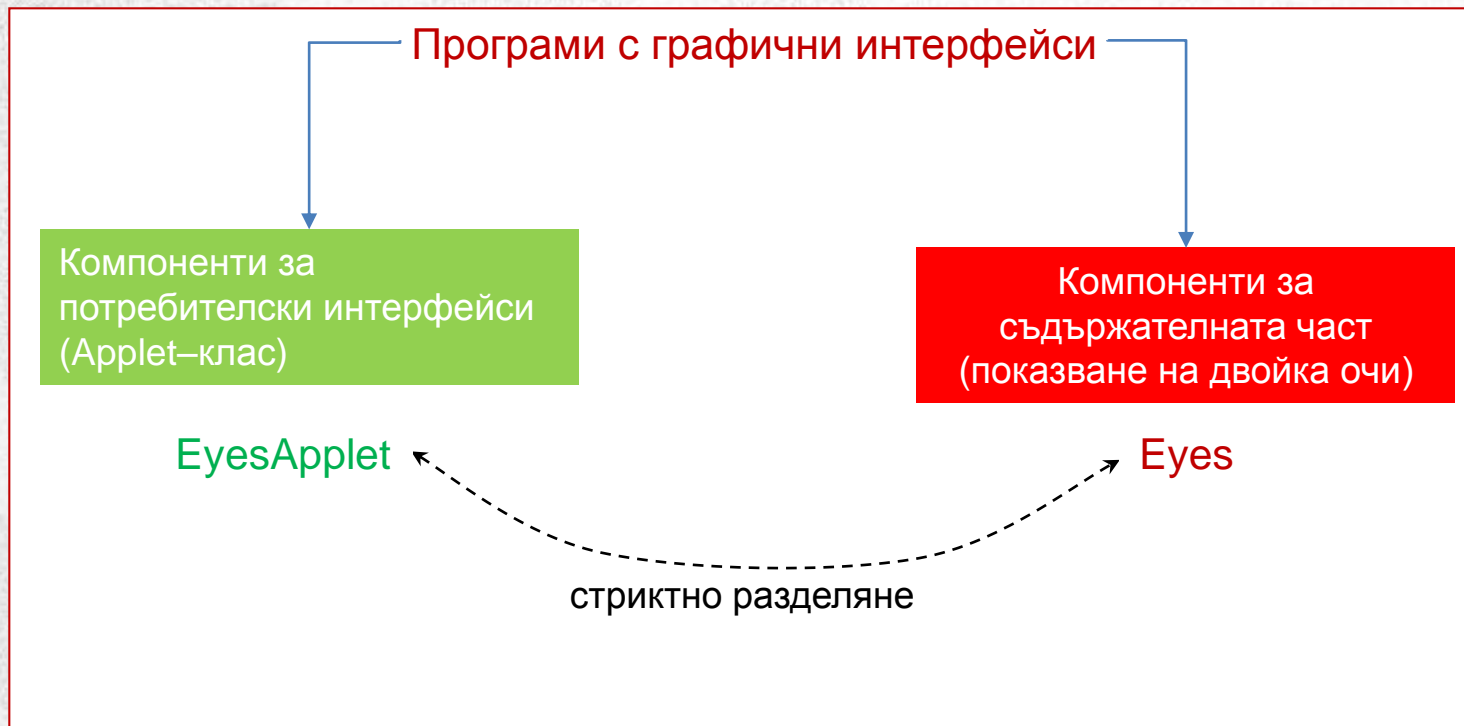 Програми с графични интерфейси
Компоненти за
потребителски интерфейси
(Applet–клас)
Компоненти за
съдържателната част
(показване на двойка очи)
EyesApplet
Eyes
стриктно разделяне